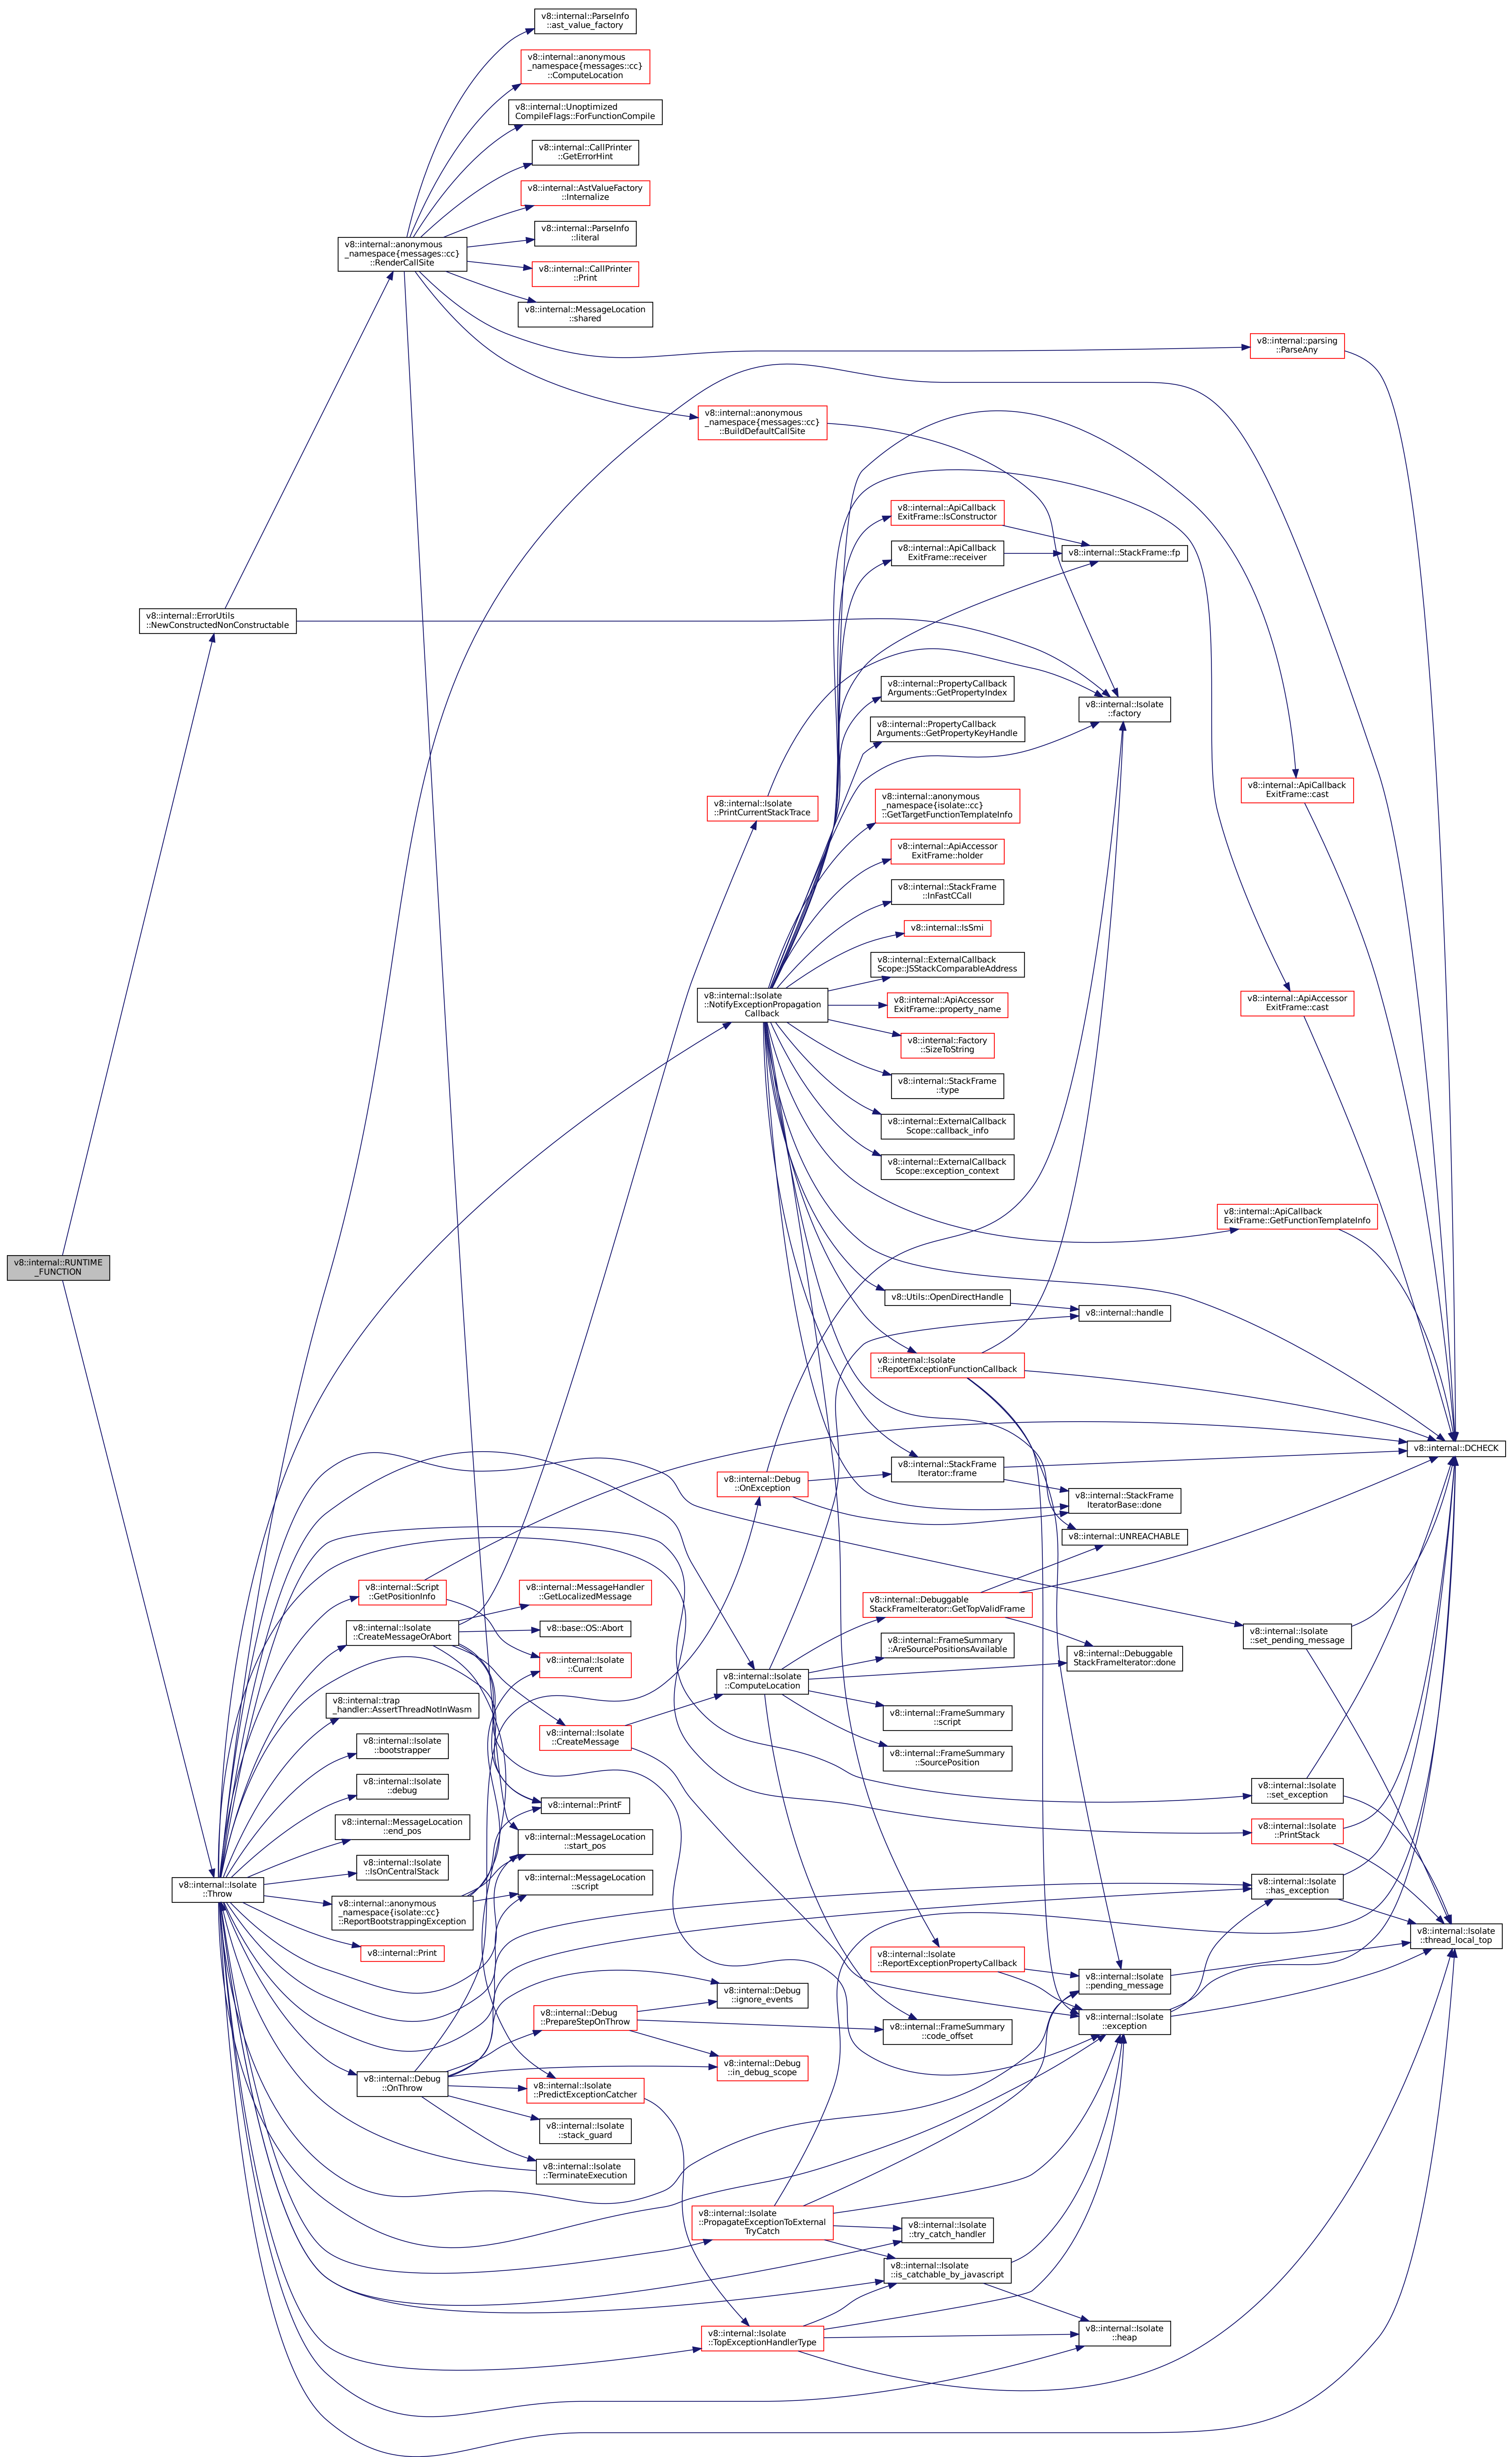 v8::internal::ParseInfo
::ast_value_factory
v8::internal::anonymous
_namespace{messages::cc}
::ComputeLocation
v8::internal::Unoptimized
CompileFlags::ForFunctionCompile
v8::internal::CallPrinter
::GetErrorHint
v8::internal::AstValueFactory
::Internalize
v8::internal::ParseInfo
::literal
v8::internal::anonymous
_namespace{messages::cc}
::RenderCallSite
v8::internal::CallPrinter
::Print
v8::internal::MessageLocation
::shared
v8::internal::parsing
::ParseAny
v8::internal::anonymous
_namespace{messages::cc}
::BuildDefaultCallSite
v8::internal::ApiCallback
ExitFrame::IsConstructor
v8::internal::ApiCallback
ExitFrame::receiver
v8::internal::StackFrame::fp
v8::internal::ErrorUtils
::NewConstructedNonConstructable
v8::internal::PropertyCallback
Arguments::GetPropertyIndex
v8::internal::Isolate
::factory
v8::internal::PropertyCallback
Arguments::GetPropertyKeyHandle
v8::internal::ApiCallback
ExitFrame::cast
v8::internal::Isolate
::PrintCurrentStackTrace
v8::internal::anonymous
_namespace{isolate::cc}
::GetTargetFunctionTemplateInfo
v8::internal::ApiAccessor
ExitFrame::holder
v8::internal::StackFrame
::InFastCCall
v8::internal::IsSmi
v8::internal::ExternalCallback
Scope::JSStackComparableAddress
v8::internal::Isolate
::NotifyExceptionPropagation
Callback
v8::internal::ApiAccessor
ExitFrame::property_name
v8::internal::ApiAccessor
ExitFrame::cast
v8::internal::Factory
::SizeToString
v8::internal::StackFrame
::type
v8::internal::ExternalCallback
Scope::callback_info
v8::internal::ExternalCallback
Scope::exception_context
v8::internal::ApiCallback
ExitFrame::GetFunctionTemplateInfo
v8::internal::RUNTIME
_FUNCTION
v8::Utils::OpenDirectHandle
v8::internal::handle
v8::internal::Isolate
::ReportExceptionFunctionCallback
v8::internal::DCHECK
v8::internal::StackFrame
Iterator::frame
v8::internal::Debug
::OnException
v8::internal::StackFrame
IteratorBase::done
v8::internal::UNREACHABLE
v8::internal::Script
::GetPositionInfo
v8::internal::MessageHandler
::GetLocalizedMessage
v8::internal::Debuggable
StackFrameIterator::GetTopValidFrame
v8::internal::Isolate
::CreateMessageOrAbort
v8::base::OS::Abort
v8::internal::Isolate
::set_pending_message
v8::internal::FrameSummary
::AreSourcePositionsAvailable
v8::internal::Isolate
::Current
v8::internal::Debuggable
StackFrameIterator::done
v8::internal::Isolate
::ComputeLocation
v8::internal::trap
_handler::AssertThreadNotInWasm
v8::internal::FrameSummary
::script
v8::internal::Isolate
::CreateMessage
v8::internal::Isolate
::bootstrapper
v8::internal::FrameSummary
::SourcePosition
v8::internal::Isolate
::debug
v8::internal::Isolate
::set_exception
v8::internal::PrintF
v8::internal::MessageLocation
::end_pos
v8::internal::Isolate
::PrintStack
v8::internal::MessageLocation
::start_pos
v8::internal::Isolate
::IsOnCentralStack
v8::internal::Isolate
::Throw
v8::internal::MessageLocation
::script
v8::internal::Isolate
::has_exception
v8::internal::anonymous
_namespace{isolate::cc}
::ReportBootstrappingException
v8::internal::Isolate
::thread_local_top
v8::internal::Print
v8::internal::Isolate
::ReportExceptionPropertyCallback
v8::internal::Isolate
::pending_message
v8::internal::Debug
::ignore_events
v8::internal::Debug
::PrepareStepOnThrow
v8::internal::Isolate
::exception
v8::internal::FrameSummary
::code_offset
v8::internal::Debug
::in_debug_scope
v8::internal::Debug
::OnThrow
v8::internal::Isolate
::PredictExceptionCatcher
v8::internal::Isolate
::stack_guard
v8::internal::Isolate
::TerminateExecution
v8::internal::Isolate
::PropagateExceptionToExternal
TryCatch
v8::internal::Isolate
::try_catch_handler
v8::internal::Isolate
::is_catchable_by_javascript
v8::internal::Isolate
::TopExceptionHandlerType
v8::internal::Isolate
::heap